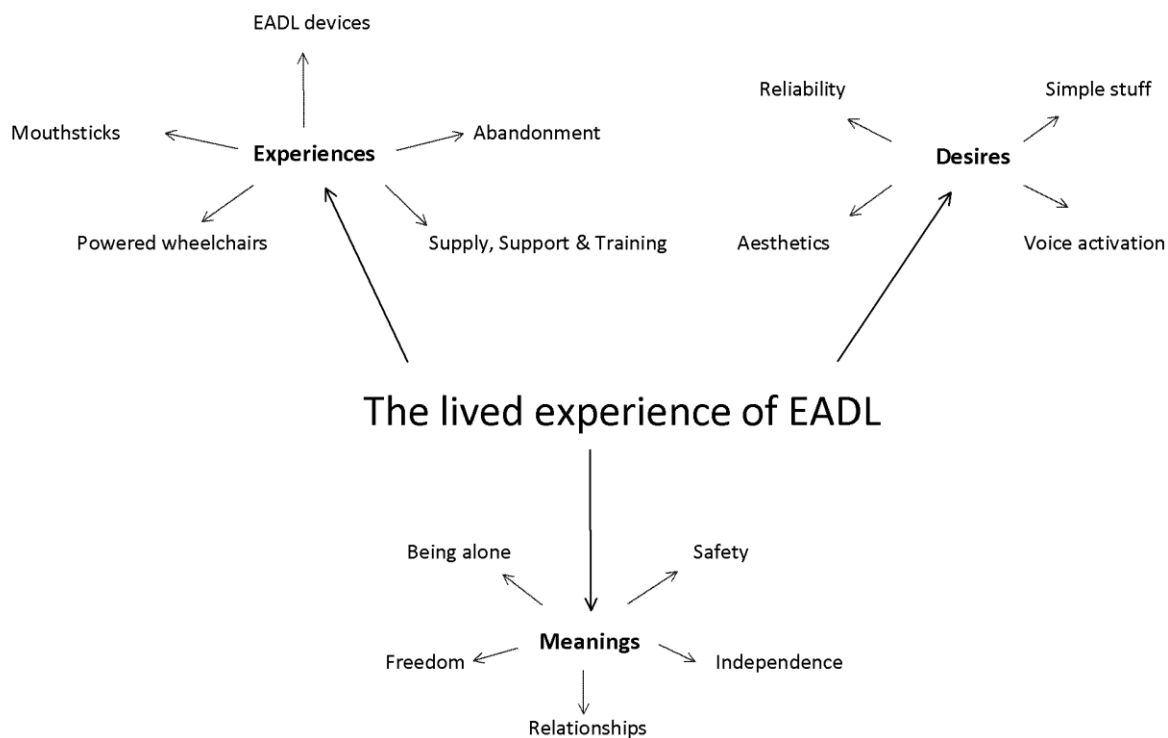 EADL devices
Mouthsticks
Abandonment
Experiences
Powered wheelchairs
Supply, Support & Training
Reliability
Simple stuff
Desires
Aesthetics
Voice activation
The lived experience of EADL
Being alone
Safety
Meanings
Freedom
Independence
Relationships